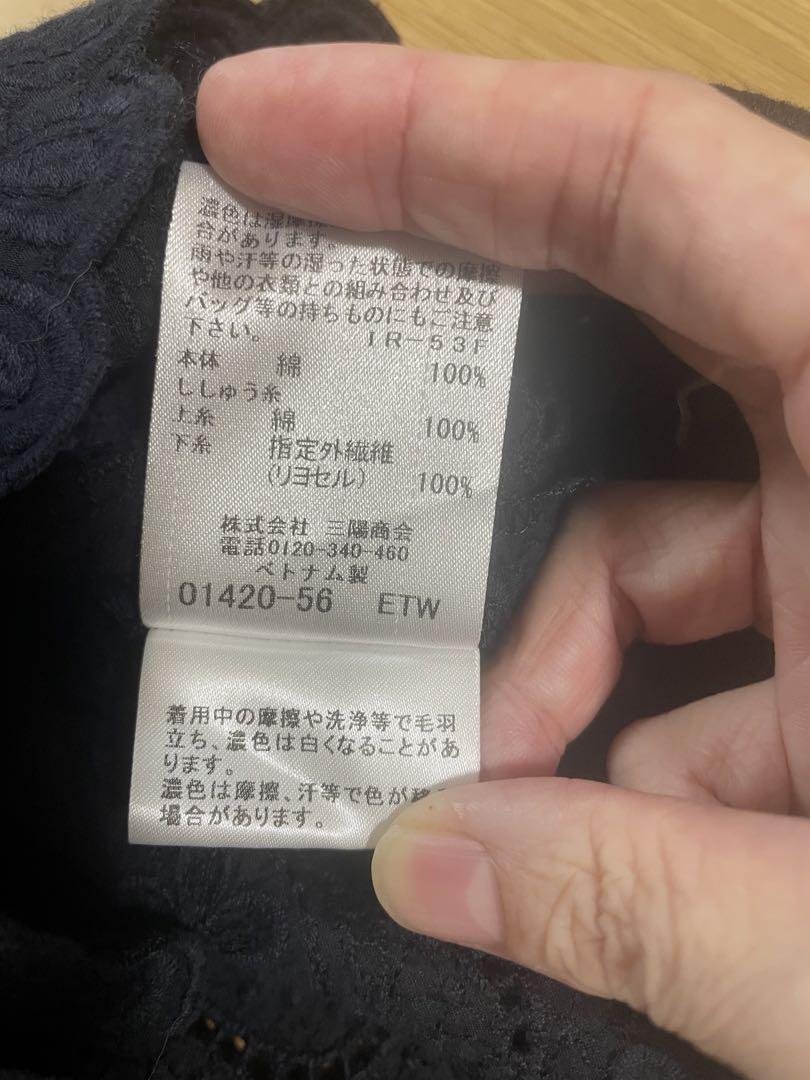 濃色は湿摩擦
合があります。
雨や汗等の湿った状態での摩擦
や他の衣類との組み合わせ及び
バッグ等の持ちものにもご注意
下さい。 IR-53F
本体 綿 100%
ししゅう糸
上糸 綿 100%
下糸 指定外繊維
(リヨセル) 100%
株式会社 三陽商会
電話0120-340-460
ベトナム製
01420-56 ETW
着用中の摩擦や洗浄等で毛羽
立ち、濃色は白くなることがあ
ります。
濃色は摩擦、汗等で色が移
場合があります。